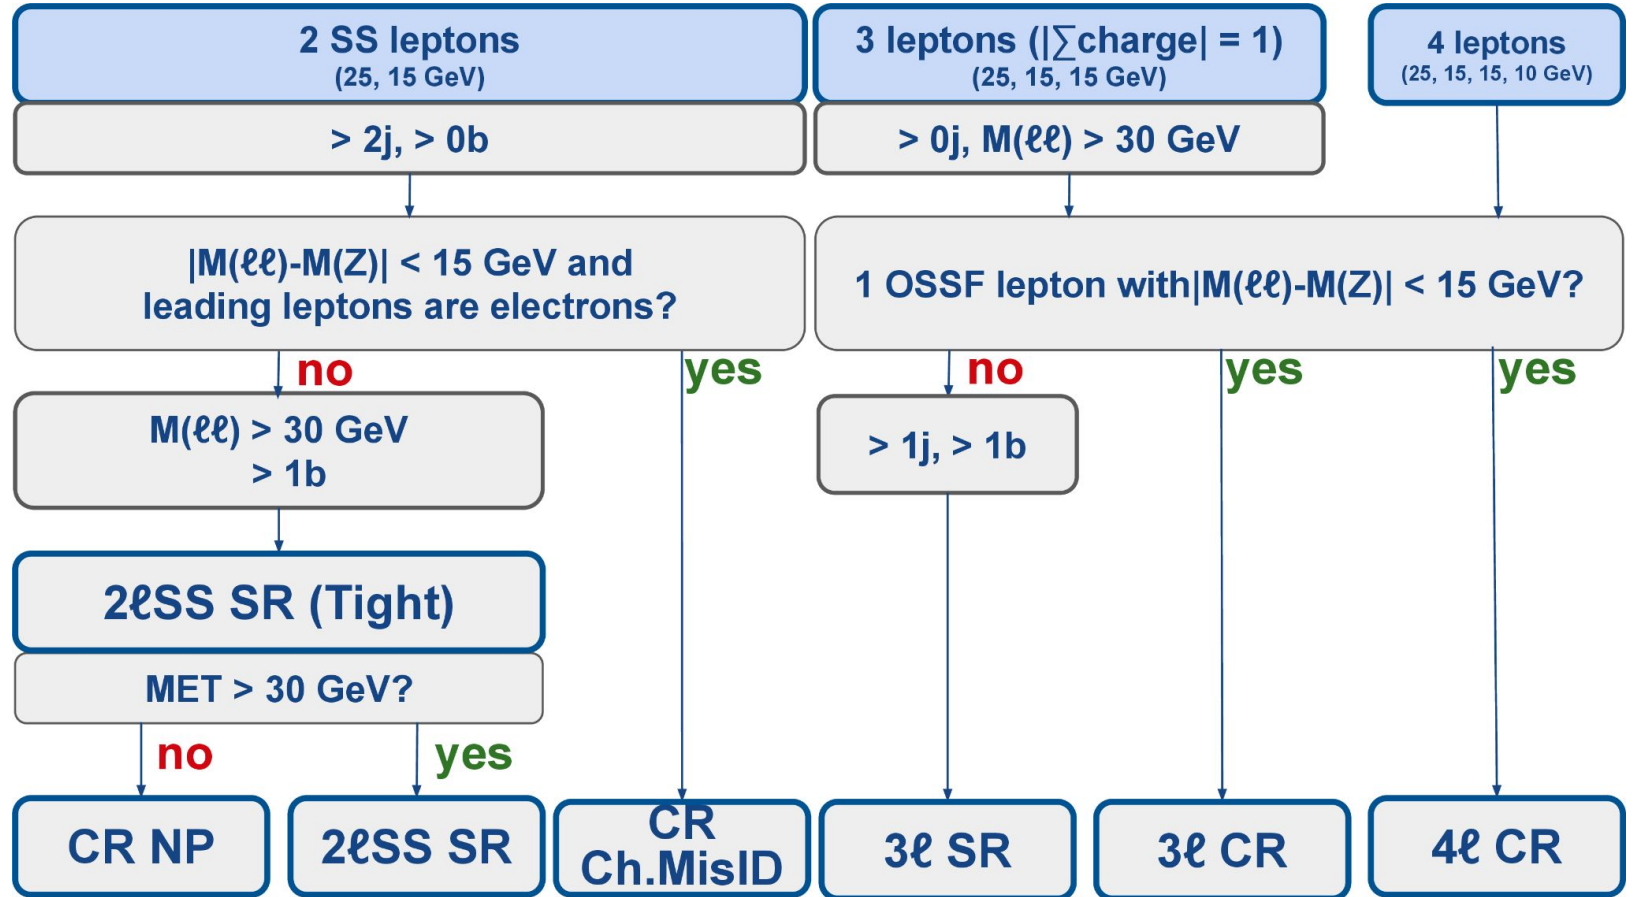 2 SS leptons
(25, 15 GeV)
3 leptons (|∑charge| = 1)
(25, 15, 15 GeV)
4 leptons
(25, 15, 15, 10 GeV)
> 2j, > 0b
> 0j, M(ℓℓ) > 30 GeV
|M(ℓℓ)-M(Z)| < 15 GeV and
leading leptons are electrons?
1 OSSF lepton with|M(ℓℓ)-M(Z)| < 15 GeV?
no
yes
no
yes
yes
M(ℓℓ) > 30 GeV
> 1b
> 1j, > 1b
2ℓSS SR (Tight)
MET > 30 GeV?
no
yes
CR NP
2ℓSS SR
CR
Ch.MisID
3ℓ SR
3ℓ CR
4ℓ CR